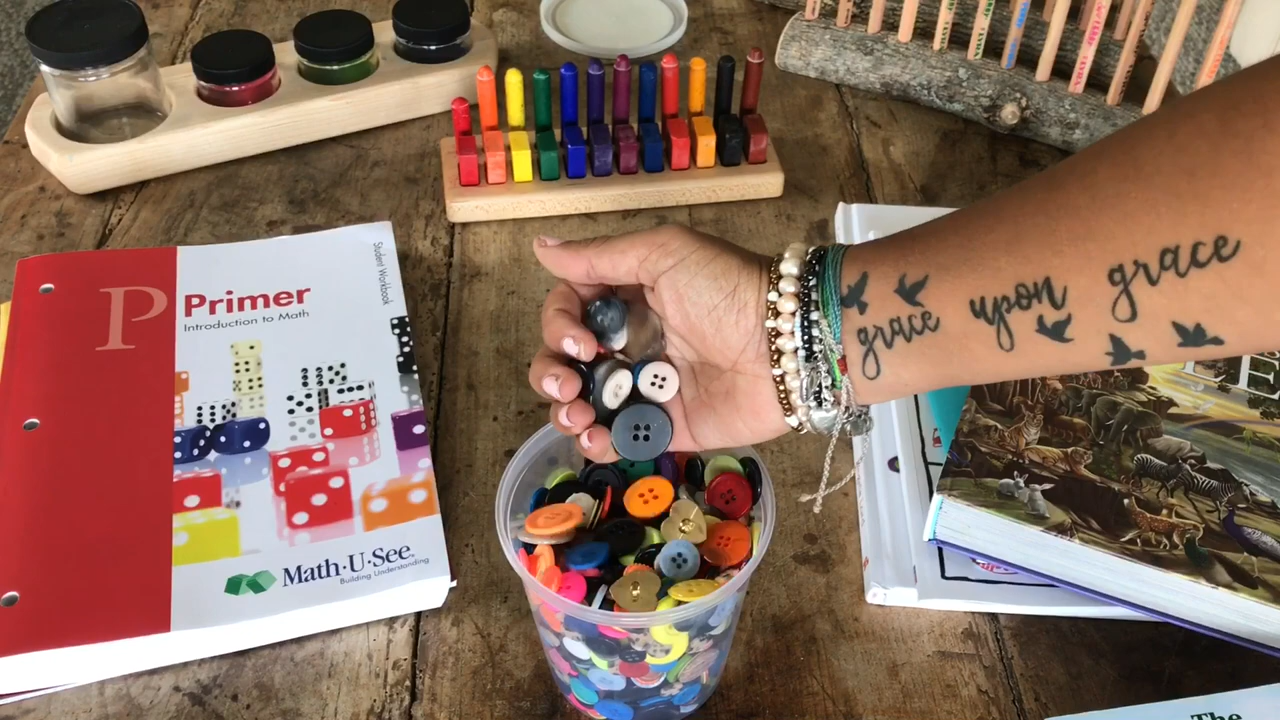 P
Primer
Introduction to Math
Student Workbook
Math·U·See
Building Understanding
grace upon grace
The